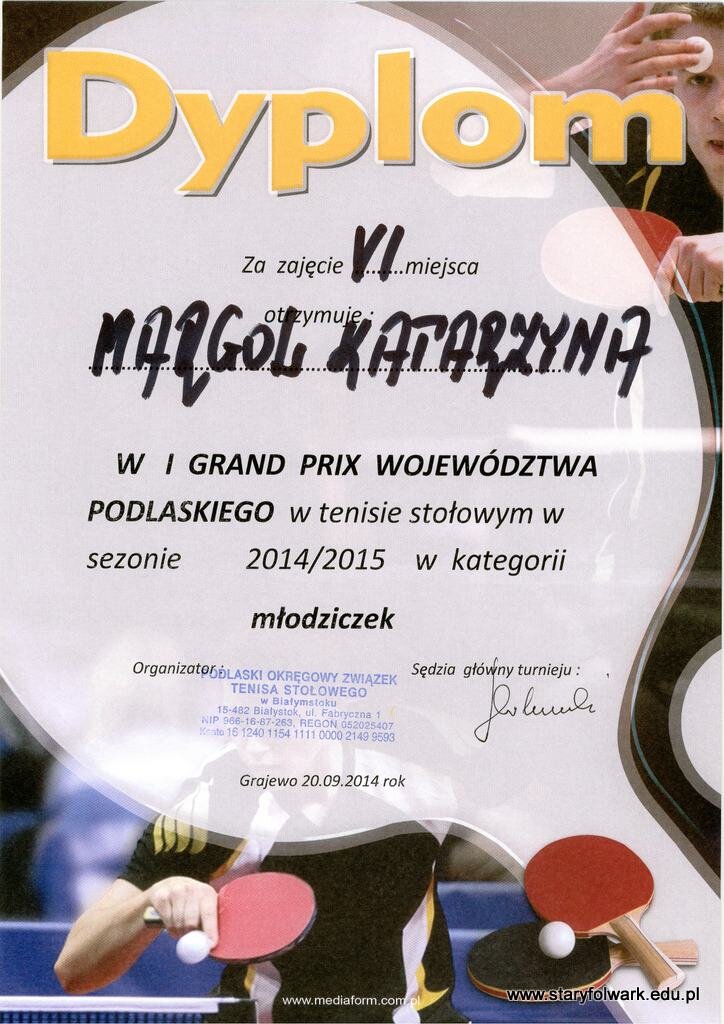 Dyplom
Za zajęcie VI miejsca
otrzymuje :
MĄRGOL KATARZYNA
W I GRAND PRIX WOJEWÓDZTWA
PODLASKIEGO w tenisie stołowym w
sezonie 2014/2015 w kategorii
młodziczek
Organizator : Sędzia główny turnieju :
PODLASKI OKRĘGOWY ZWIĄZEK
TENISA STOŁOWEGO
w Białymstoku
15-482 Białystok, ul. Fabryczna 1
NIP 966-16-87-263, REGON 052025407
Konto 16 1240 1154 1111 0000 2149 9593
Grajewo 20.09.2014 rok
www.mediaform.com.pl
www.staryfolwark.edu.pl